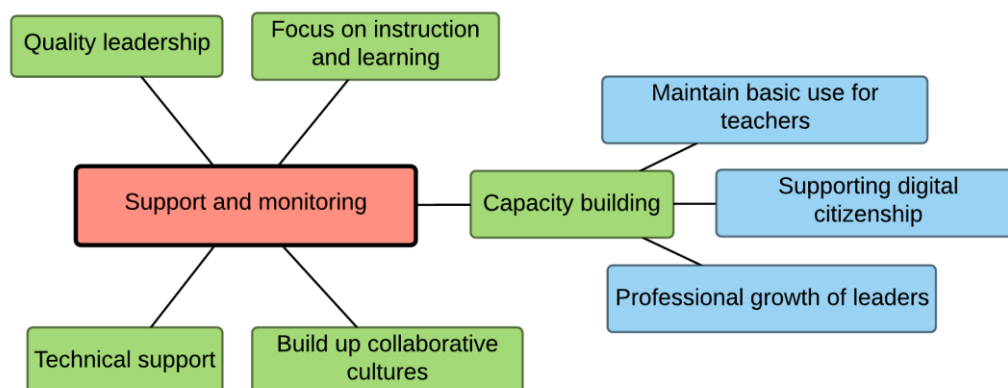 Quality leadership
Focus on instruction
and learning
Maintain basic use for
teachers
Support and monitoring
Capacity building
Supporting digital
citizenship
Professional growth of leaders
Technical support
Build up collaborative
cultures